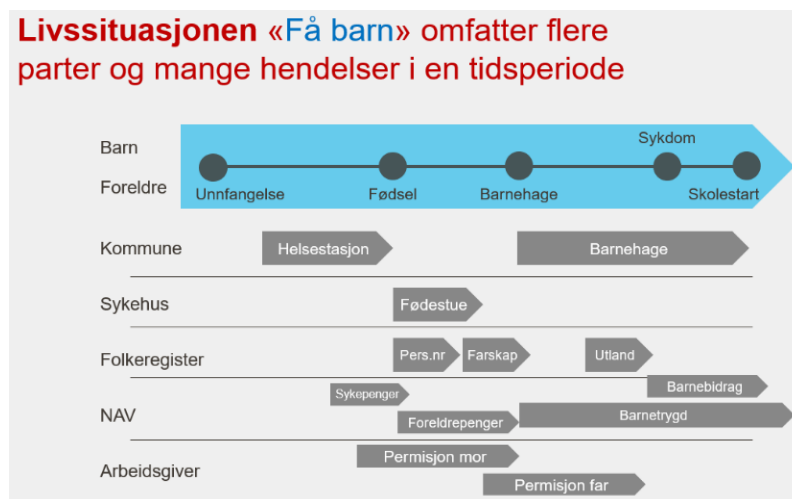 Livssituasjonen «Få barn» omfatter flere
parter og mange hendelser i en tidsperiode
Barn
Foreldre
Sykdom
Unnfangelse
Fødsel
Barnehage
Skolestart
Kommune
Helsestasjon
Barnehage
Sykehus
Fødestue
Folkeregister
Pers.nr
Farskap
Utland
NAV
Sykepenger
Barnebidrag
Foreldrepenger
Barnetrygd
Arbeidsgiver
Permisjon mor
Permisjon far